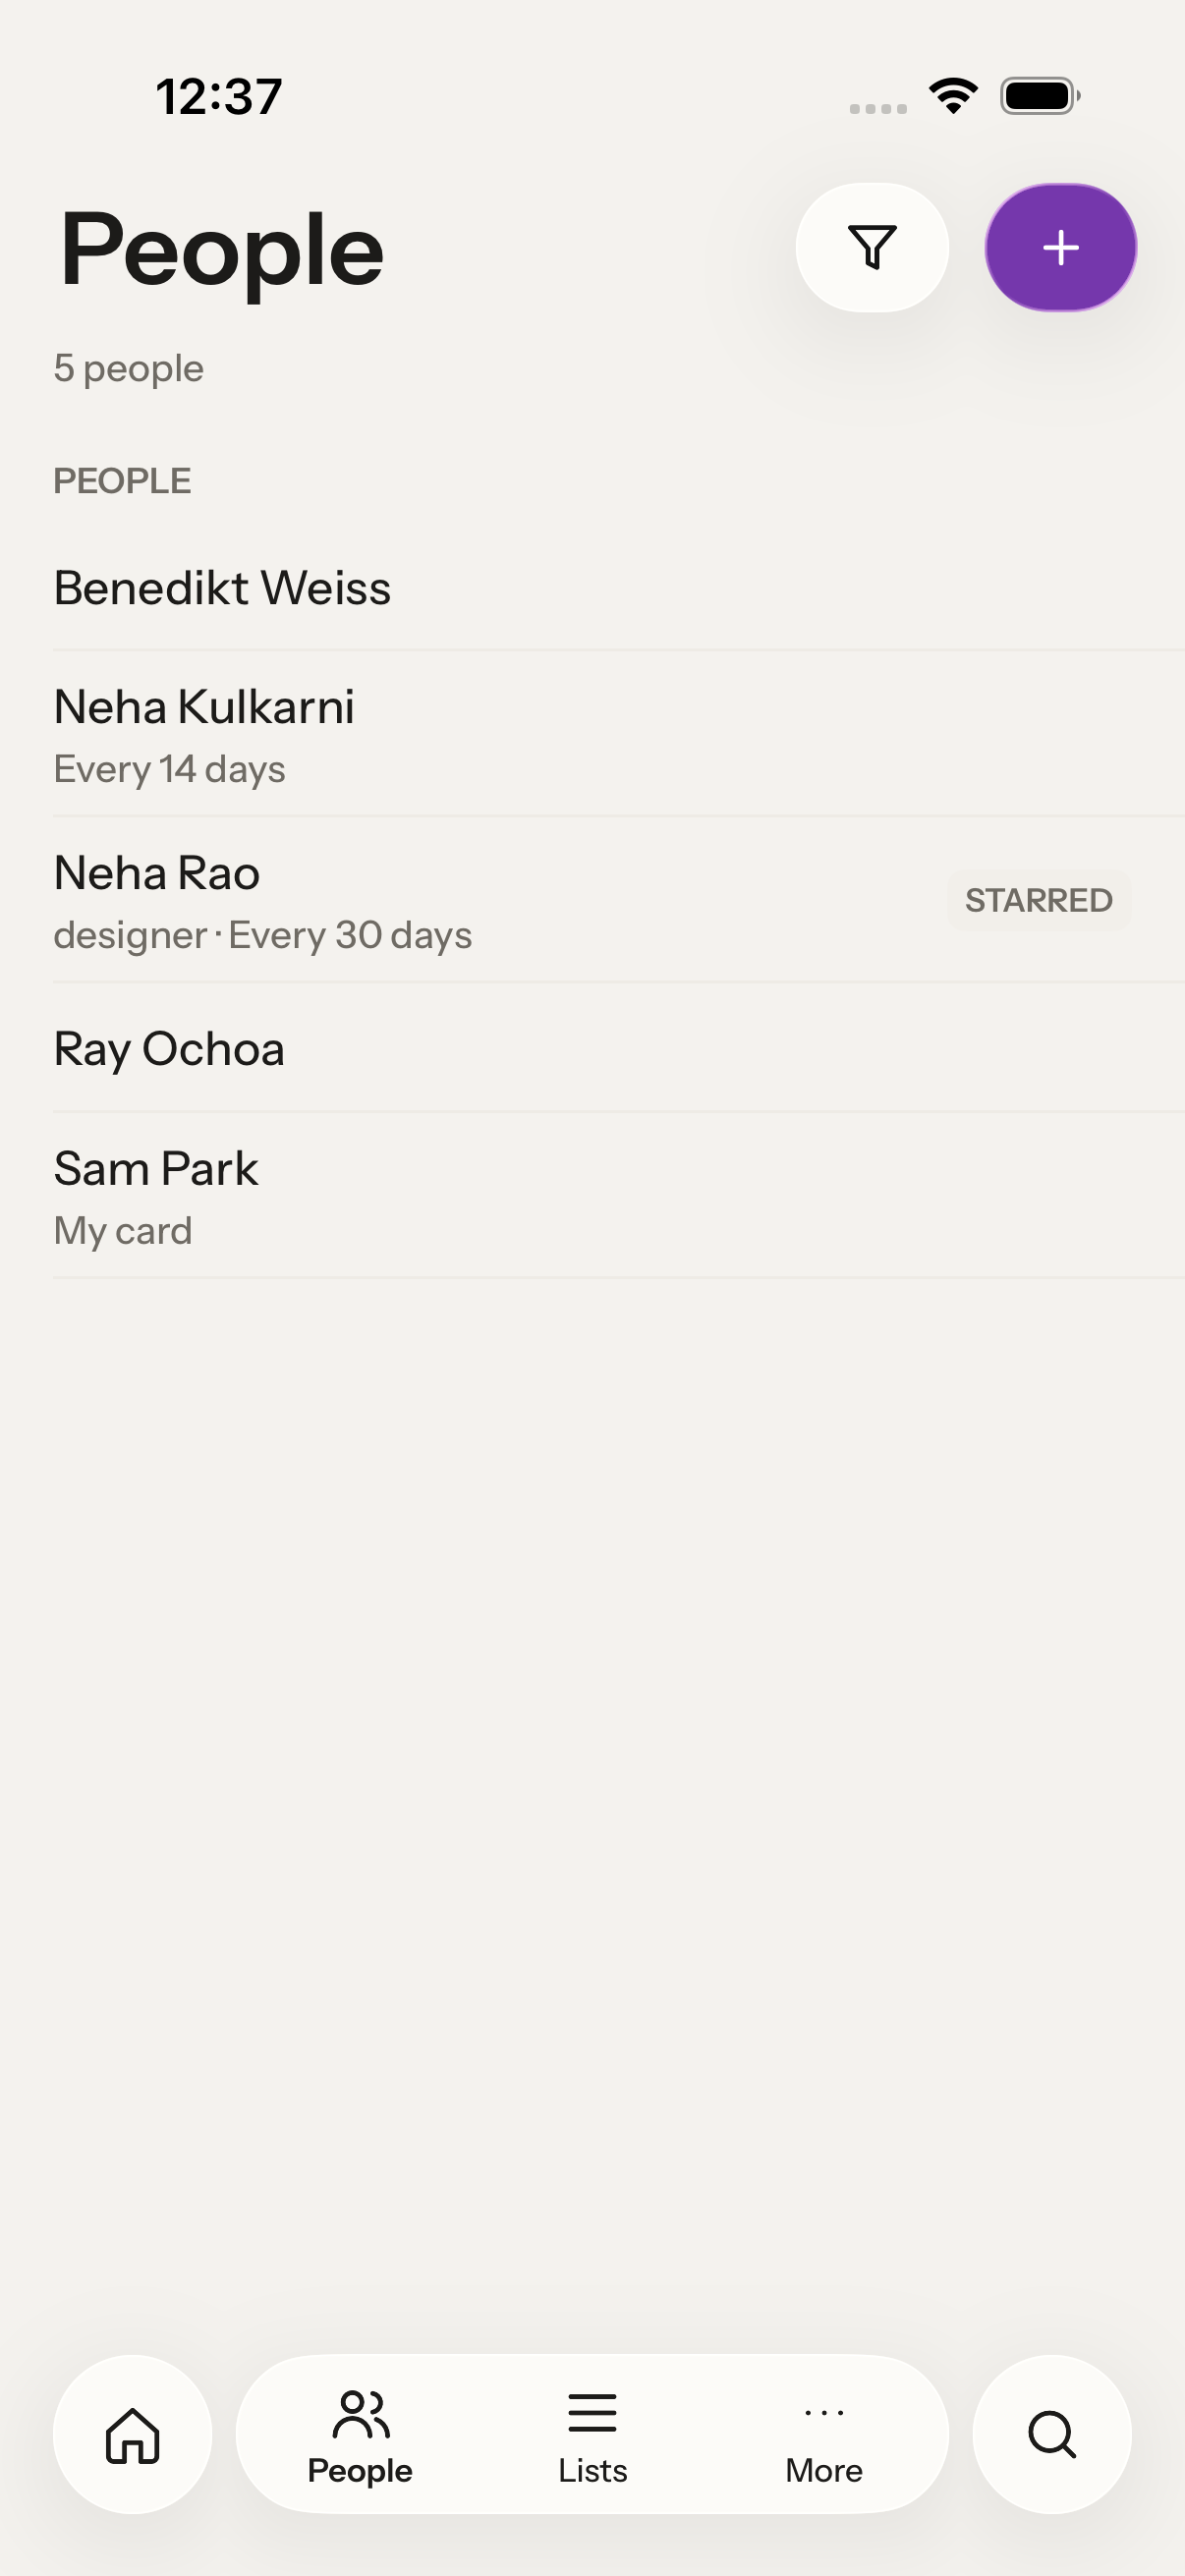 12:37
People
5 people
PEOPLE
Benedikt Weiss
Neha Kulkarni
Every 14 days
Neha Rao
designer · Every 30 days
STARRED
Ray Ochoa
Sam Park
My card
People
Lists
More